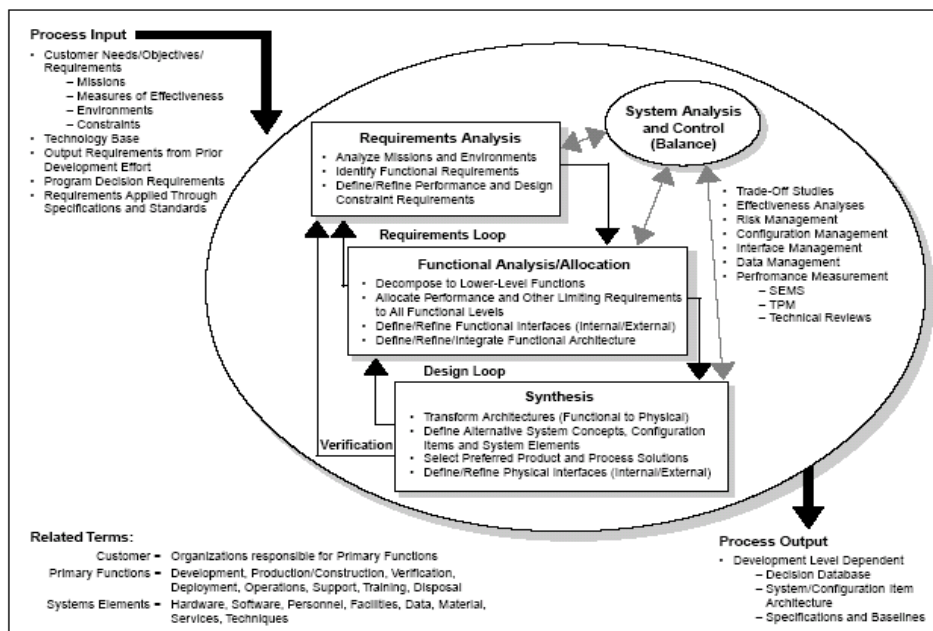 Process Input
• Customer Needs/Objectives/
Requirements
– Missions
– Measures of Effectiveness
– Environments
– Constraints
• Technology Base
• Output Requirements from Prior
Development Effort
• Program Decision Requirements
• Requirements Applied Through
Specifications and Standards
System Analysis
and Control
(Balance)
Requirements Analysis
• Analyze Missions and Environments
• Identify Functional Requirements
• Define/Refine Performance and Design
Constraint Requirements
• Trade-Off Studies
• Effectiveness Analyses
• Risk Management
• Configuration Management
• Interface Management
• Data Management
• Perfromance Measurement
– SEMS
– TPM
– Technical Reviews
Requirements Loop
Functional Analysis/Allocation
• Decompose to Lower-Level Functions
• Allocate Performance and Other Limiting Requirements
to All Functional Levels
• Define/Refine Functional Interfaces (Internal/External)
• Define/Refine/Integrate Functional Architecture
Design Loop
Synthesis
• Transform Architectures (Functional to Physical)
• Define Alternative System Concepts, Configuration
Items and System Elements
• Select Preferred Product and Process Solutions
• Define/Refine Physical Interfaces (Internal/External)
Verification
Related Terms:
Customer = Organizations responsible for Primary Functions
Primary Functions = Development, Production/Construction, Verification,
Deployment, Operations, Support, Training, Disposal
Systems Elements = Hardware, Software, Personnel, Facilities, Data, Material,
Services, Techniques
Process Output
• Development Level Dependent
– Decision Database
– System/Configuration Item
Architecture
– Specifications and Baselines